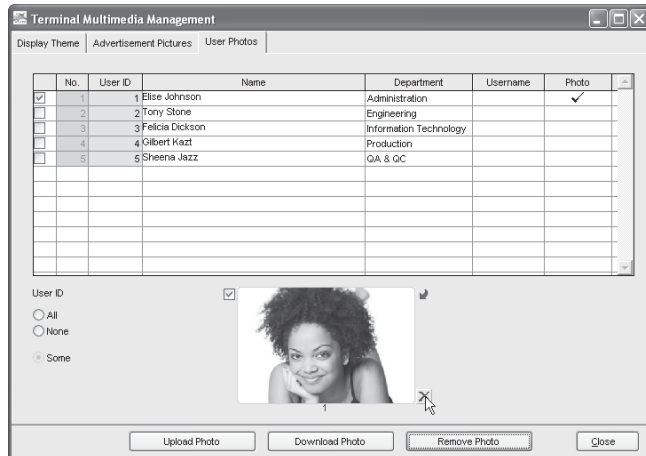 Terminal Multimedia Management
Display Theme Advertisement Pictures User Photos
No. User ID Name Department Username Photo
1 1 Elise Johnson Administration
2 2 Tony Stone Engineering
3 3 Felicia Dickson Information Technology
4 4 Gilbert Kazt Production
5 5 Sheena Jazz QA & QC
User ID
All
None
Some
1
Upload Photo Download Photo Remove Photo Close